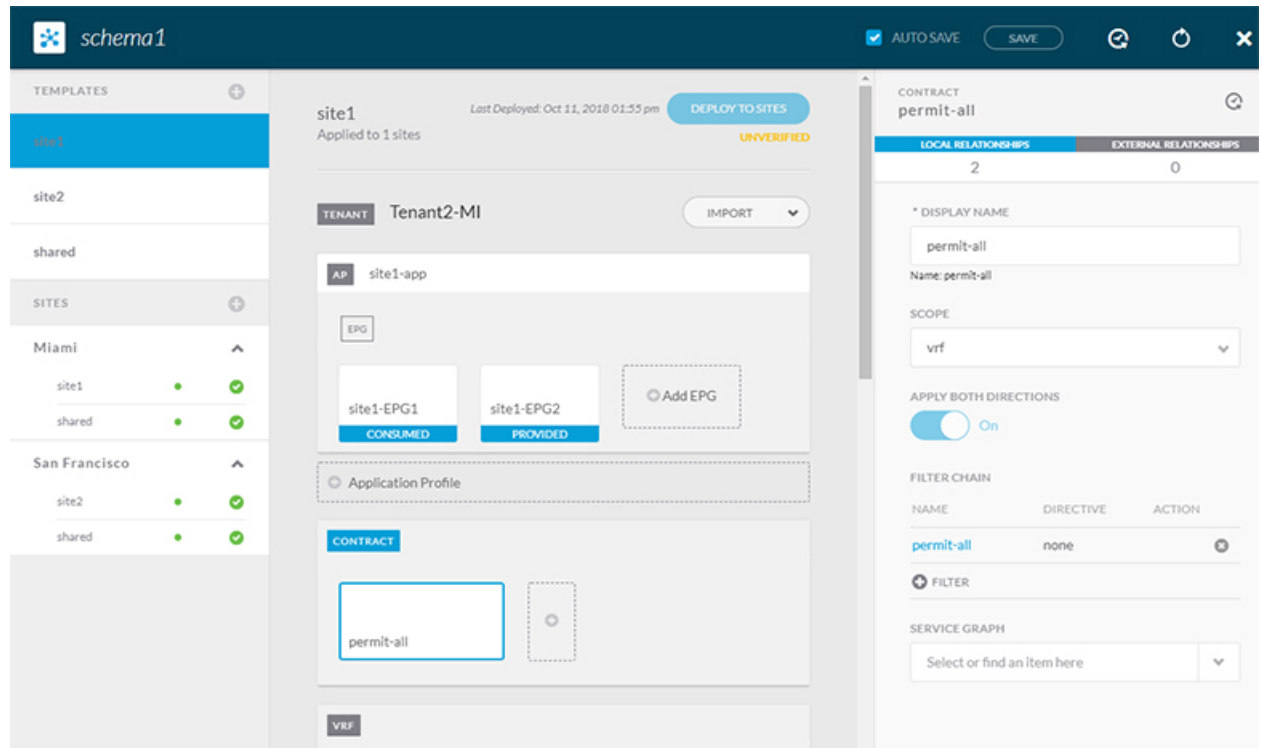 schema1
AUTO SAVE
SAVE
TEMPLATES
site1
site2
shared
SITES
Miami
site1
shared
San Francisco
site2
shared
site1
Last Deployed: Oct 11, 2018 01:55 pm
DEPLOY TO SITES
Applied to 1 sites
UNVERIFIED
TENANT Tenant2-MI
IMPORT
AP site1-app
EPG
site1-EPG1
CONSUMED
site1-EPG2
PROVIDED
Add EPG
Application Profile
CONTRACT
permit-all
VRF
CONTRACT
permit-all
LOCAL RELATIONSHIPS EXTERNAL RELATIONSHIPS
2 0
* DISPLAY NAME
permit-all
Name: permit-all
SCOPE
vrf
APPLY BOTH DIRECTIONS
On
FILTER CHAIN
NAME DIRECTIVE ACTION
permit-all none
FILTER
SERVICE GRAPH
Select or find an item here